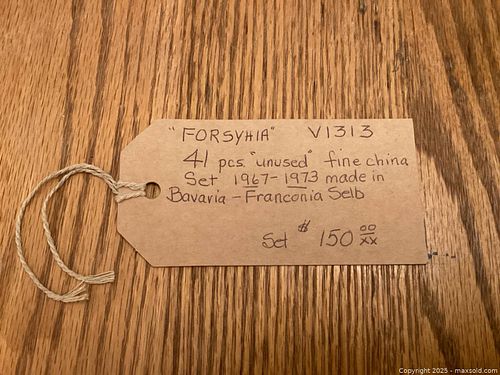 "FORSYHIA" V1313
41 pcs. "unused" fine china
Set 1967-1973 made in
Bavaria - Franconia Selb
Set $150 00/xx
Copyright 2025 - maxsold.com